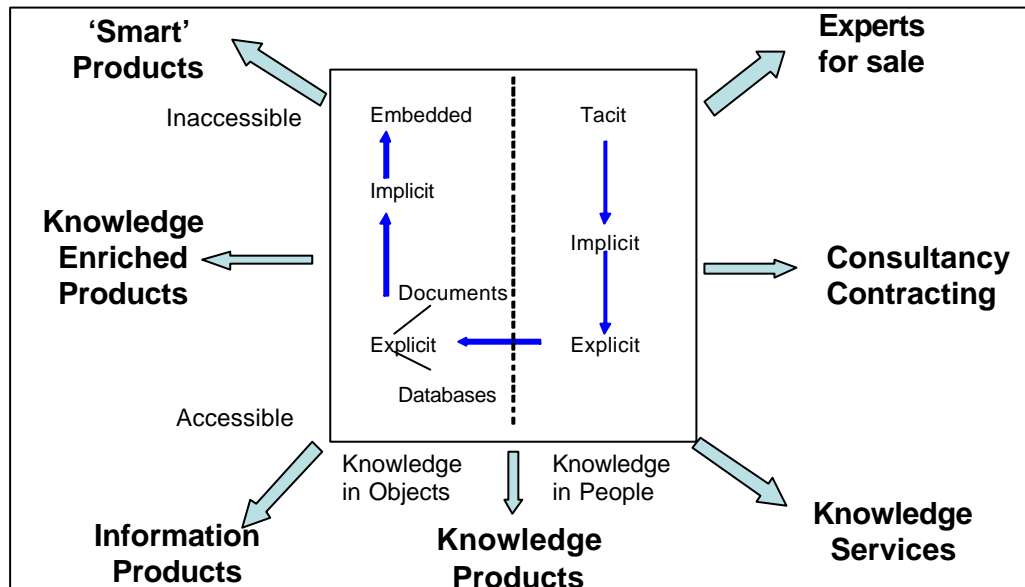 ‘Smart’
Products
Experts
for sale
Inaccessible
Embedded
Tacit
Implicit
Knowledge
Enriched
Products
Implicit
Consultancy
Contracting
Documents
Explicit
Explicit
Databases
Accessible
Knowledge
in Objects
Knowledge
in People
Information
Products
Knowledge
Products
Knowledge
Services